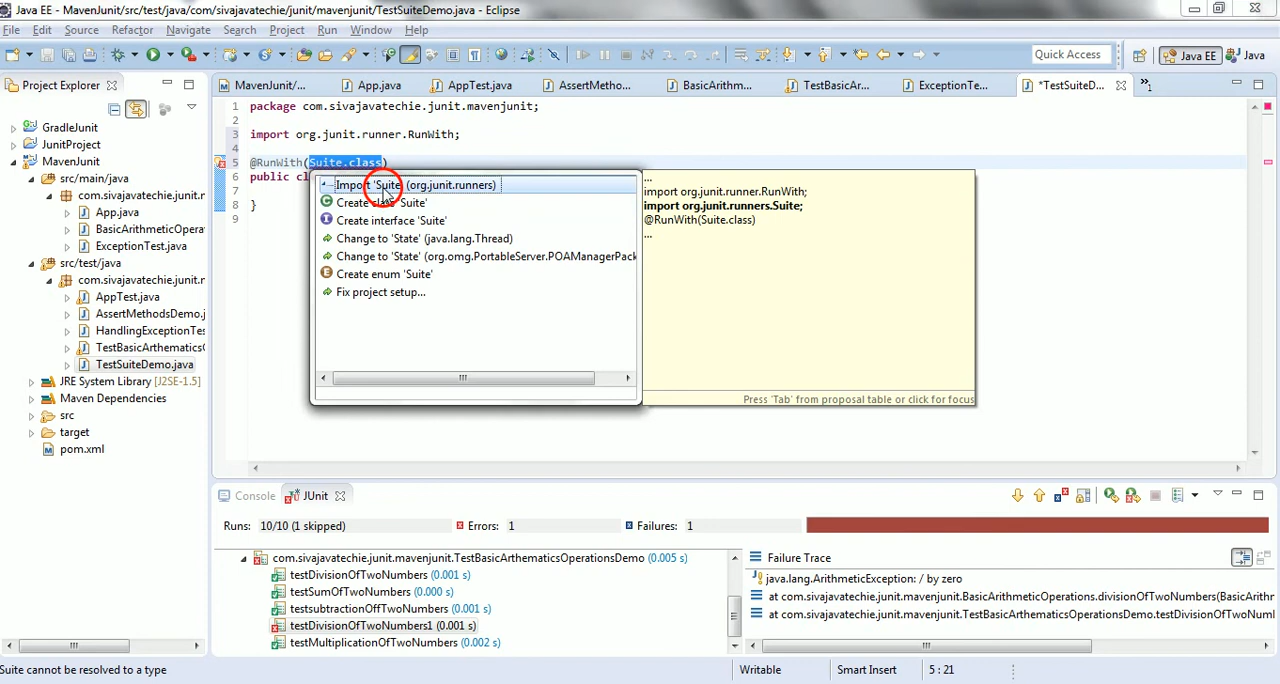 Java EE - MavenJunit/src/test/java/com/sivajavatechie/junit/mavenjunit/TestSuiteDemo.java - Eclipse
File Edit Source Refactor Navigate Search Project Run Window Help
Quick Access Java EE Java
Project Explorer
MavenJunit/... App.java AppTest.java AssertMetho... BasicArithm... TestBasicAr... ExceptionTe... *TestSuiteD... »1
GradleJunit
JunitProject
MavenJunit
src/main/java
com.sivajavatechie.junit.r
App.java
BasicArithmeticOpera
ExceptionTest.java
src/test/java
com.sivajavatechie.junit.r
AppTest.java
AssertMethodsDemo.j
HandlingExceptionTes
TestBasicArthematicsO
TestSuiteDemo.java
JRE System Library [J2SE-1.5]
Maven Dependencies
src
target
pom.xml
1 package com.sivajavatechie.junit.mavenjunit;
2
3 import org.junit.runner.RunWith;
4
5 @RunWith(Suite.class)
6 public cl
7
8 }
9
Import 'Suite' (org.junit.runners)
Create class 'Suite'
Create interface 'Suite'
Change to 'State' (java.lang.Thread)
Change to 'State' (org.omg.PortableServer.POAManagerPack
Create enum 'Suite'
Fix project setup...
...
import org.junit.runner.RunWith;
import org.junit.runners.Suite;
@RunWith(Suite.class)
...
Press 'Tab' from proposal table or click for focus
Console JUnit
Runs: 10/10 (1 skipped) Errors: 1 Failures: 1
com.sivajavatechie.junit.mavenjunit.TestBasicArthematicsOperationsDemo (0.005 s)
testDivisionOfTwoNumbers (0.001 s)
testSumOfTwoNumbers (0.000 s)
testsubtractionOffTwoNumbers (0.001 s)
testDivisionOfTwoNumbers1 (0.001 s)
testMultiplicationOfTwoNumbers (0.002 s)
Failure Trace
java.lang.ArithmeticException: / by zero
at com.sivajavatechie.junit.mavenjunit.BasicArithmeticOperations.divisionOfTwoNumbers(BasicArithm
at com.sivajavatechie.junit.mavenjunit.TestBasicArthematicsOperationsDemo.testDivisionOfTwoNuml
Suite cannot be resolved to a type Writable Smart Insert 5 : 21